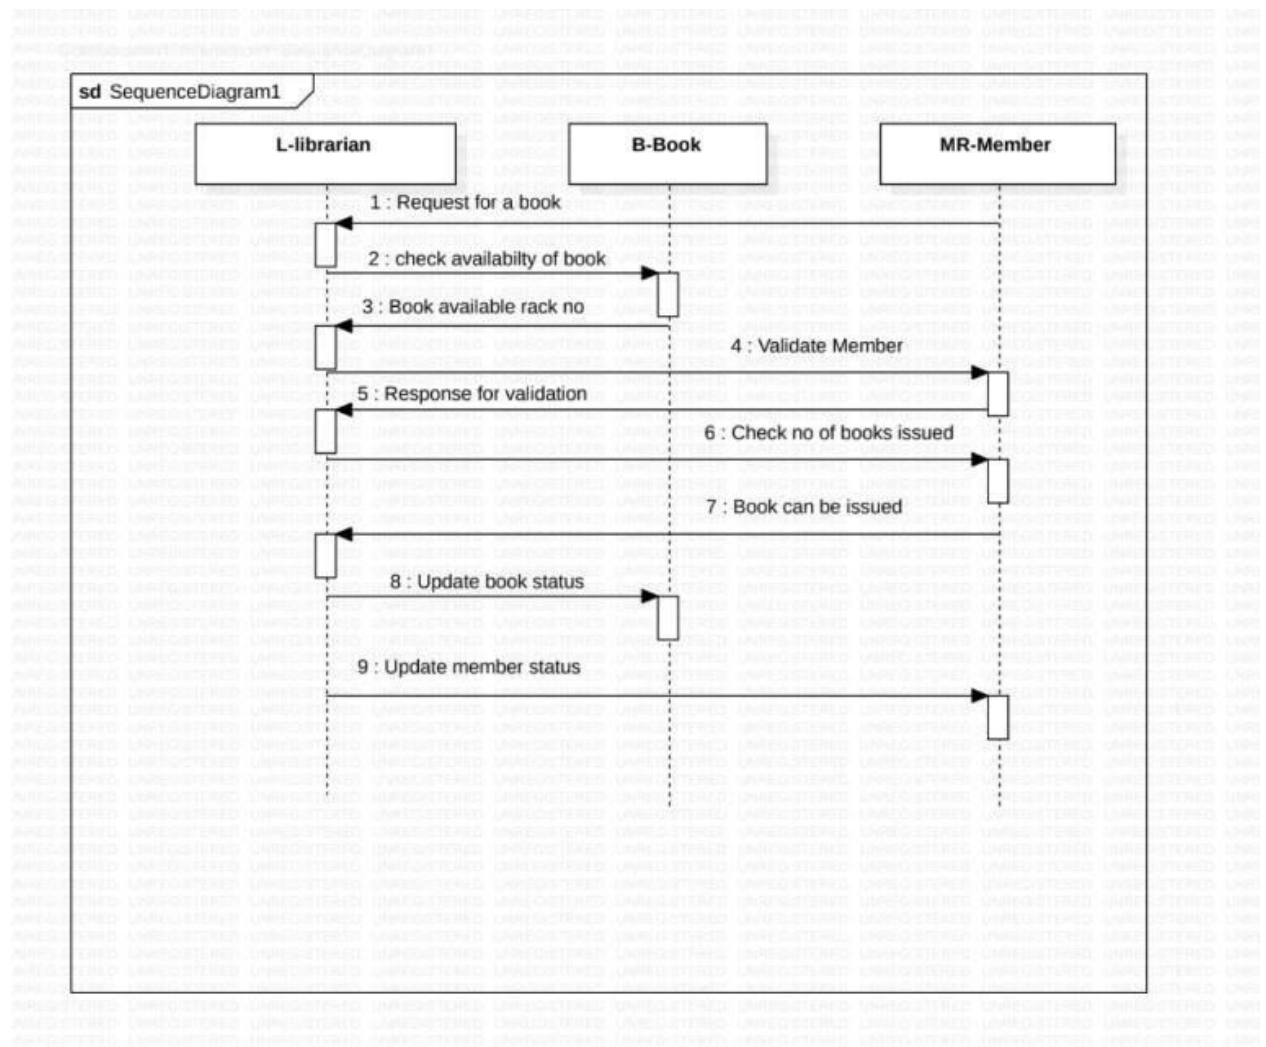 sd SequenceDiagram1
L-librarian
B-Book
MR-Member
1 : Request for a book
2 : check availabilty of book
3 : Book available rack no
4 : Validate Member
5 : Response for validation
6 : Check no of books issued
7 : Book can be issued
8 : Update book status
9 : Update member status